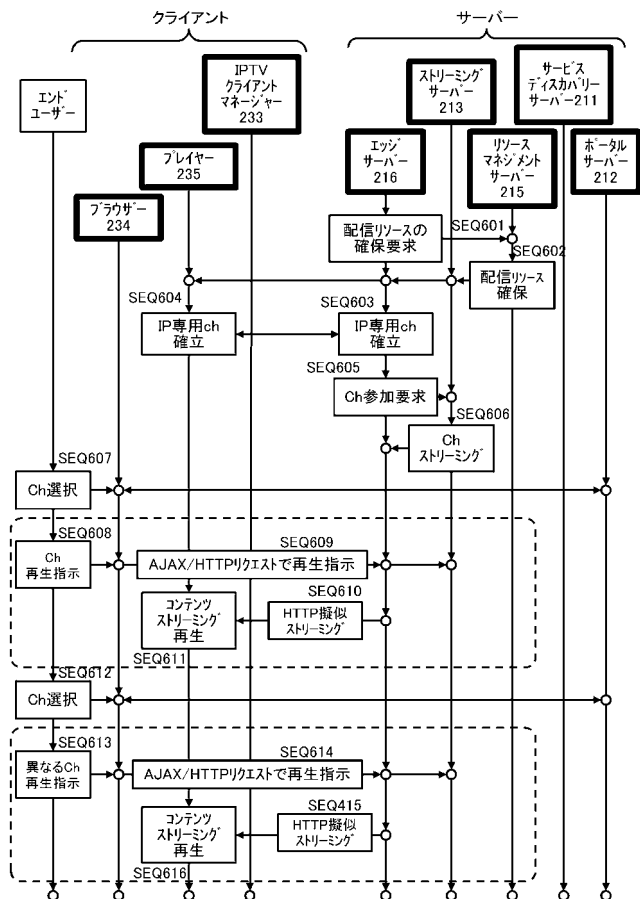 クライアント
サーバー
エンド
ユーザー
IPTV
クライアント
マネージャー
233
ストリーミング
サーバー
213
サービス
ディスカバリー
サーバー211
プレイヤー
235
エッジ
サーバー
216
リソース
マネジメント
サーバー
215
ポータル
サーバー
212
ブラウザー
234
配信リソースの
確保要求
SEQ601
SEQ602
配信リソース
確保
SEQ604
SEQ603
IP専用ch
確立
IP専用ch
確立
SEQ605
Ch参加要求
SEQ606
Ch
ストリーミング
SEQ607
Ch選択
SEQ608
Ch
再生指示
SEQ609
AJAX/HTTPリクエストで再生指示
SEQ610
コンテンツ
ストリーミング
再生
HTTP擬似
ストリーミング
SEQ611
SEQ612
Ch選択
SEQ613
異なるCh
再生指示
SEQ614
AJAX/HTTPリクエストで再生指示
SEQ415
コンテンツ
ストリーミング
再生
HTTP擬似
ストリーミング
SEQ616